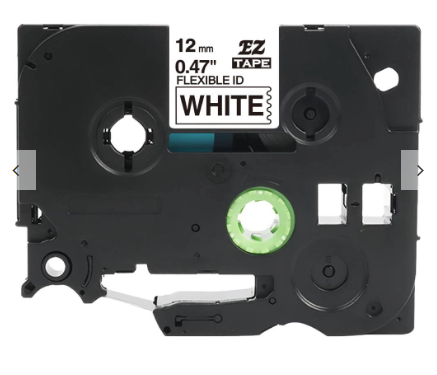 12 mm
EZ
0.47"
TAPE
FLEXIBLE ID
WHITE